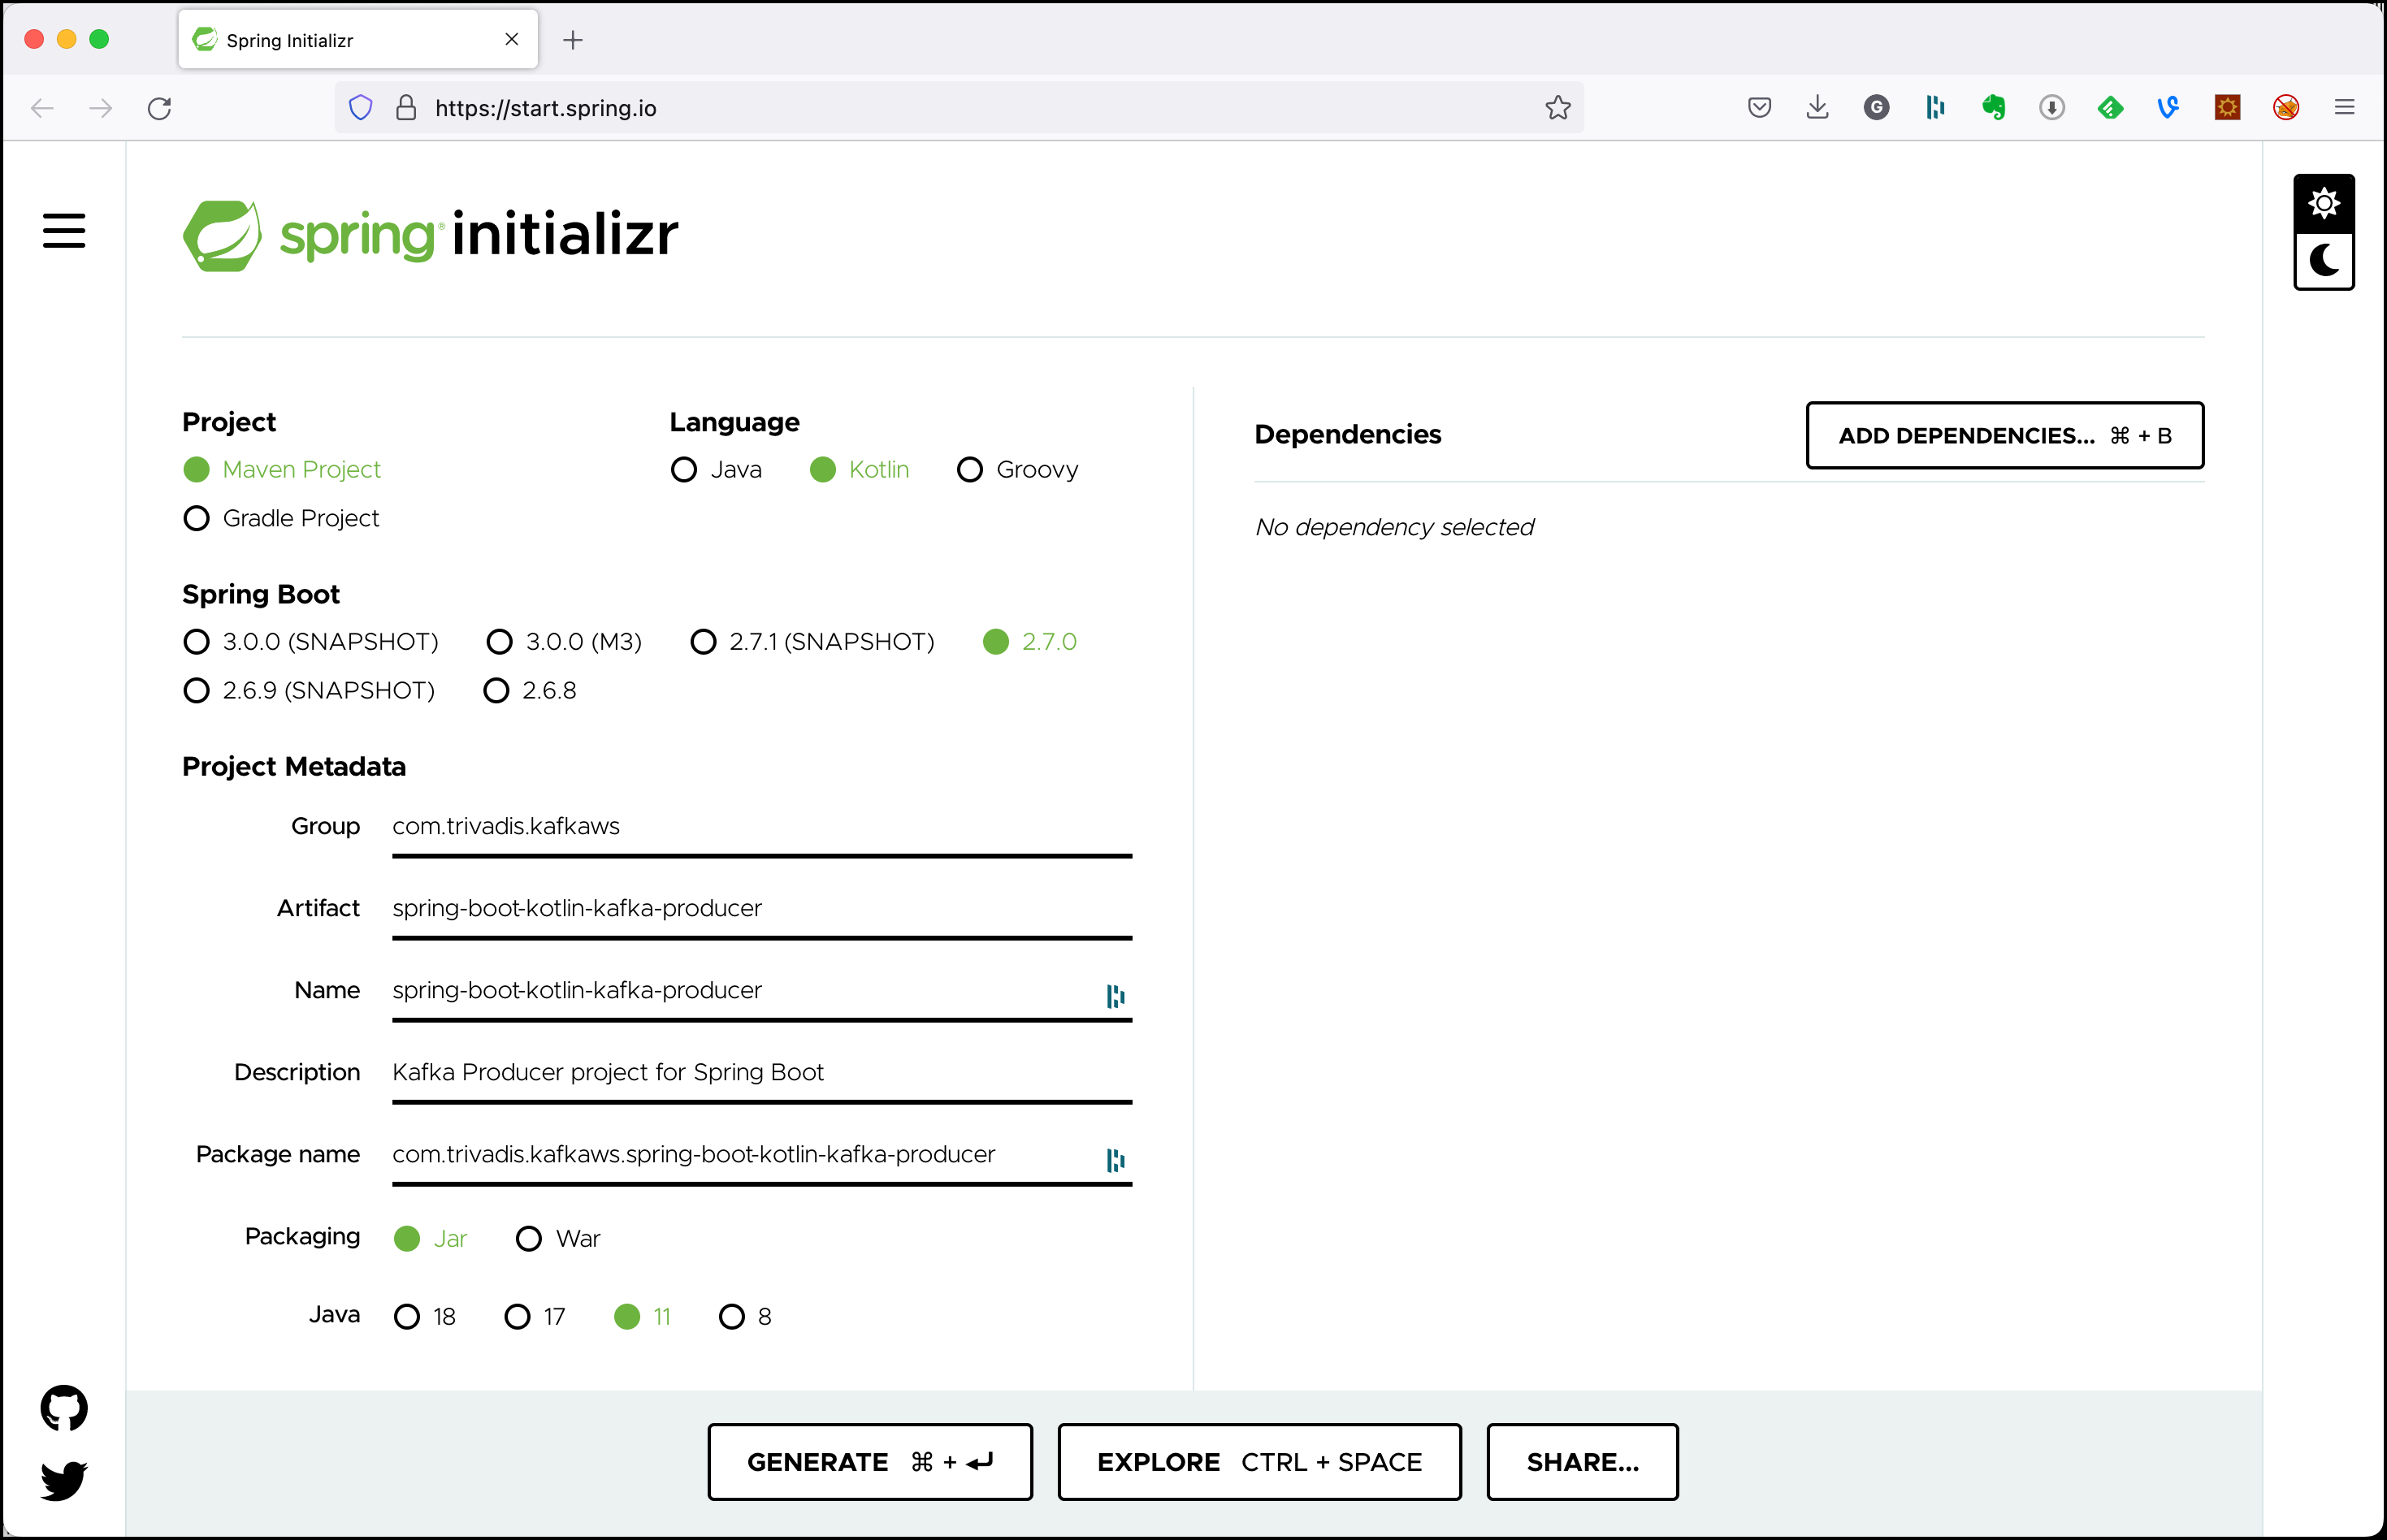 Spring Initializr
https://start.spring.io
spring initializr
Project
Maven Project
Gradle Project
Language
Java Kotlin Groovy
Spring Boot
3.0.0 (SNAPSHOT) 3.0.0 (M3) 2.7.1 (SNAPSHOT) 2.7.0
2.6.9 (SNAPSHOT) 2.6.8
Project Metadata
Group com.trivadis.kafkaws
Artifact spring-boot-kotlin-kafka-producer
Name spring-boot-kotlin-kafka-producer
Description Kafka Producer project for Spring Boot
Package name com.trivadis.kafkaws.spring-boot-kotlin-kafka-producer
Packaging Jar War
Java 18 17 11 8
Dependencies
ADD DEPENDENCIES... ⌘ + B
No dependency selected
GENERATE ⌘ + ⏎
EXPLORE CTRL + SPACE
SHARE...